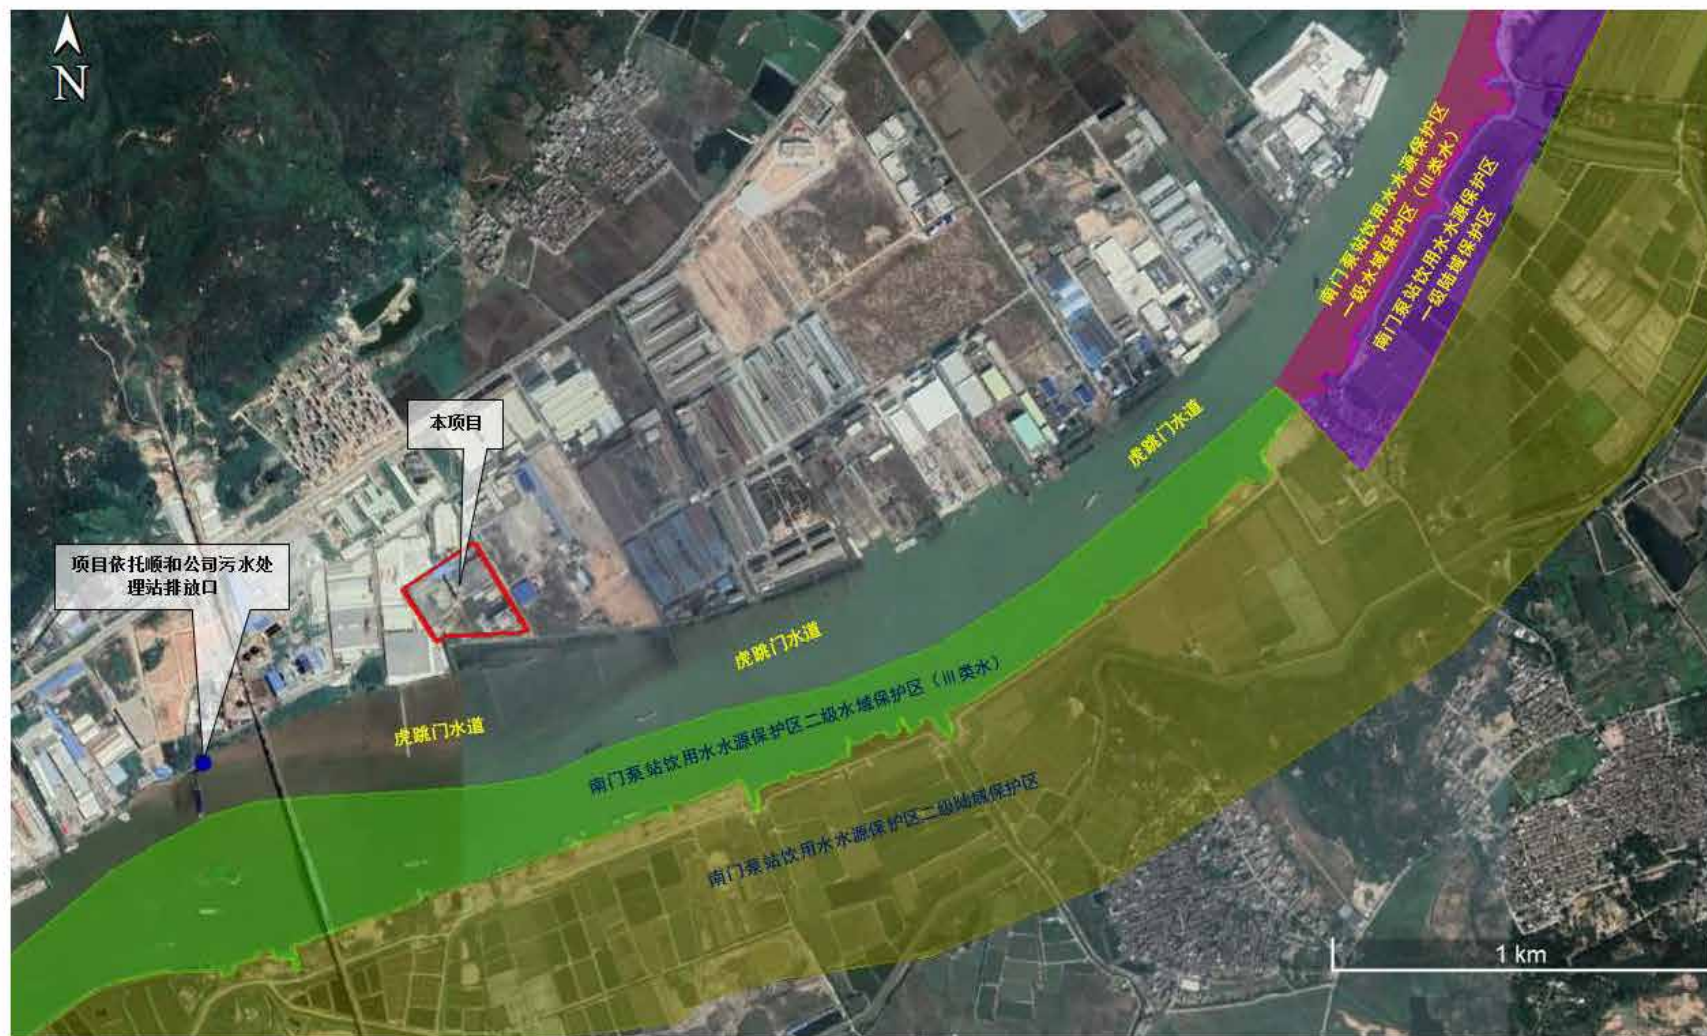 N
南门泵站饮用水水源保护区
一级水域保护区（III类水）
南门泵站饮用水水源保护区
一级陆域保护区
本项目
虎跳门水道
项目依托顺和公司污水处
理站排放口
虎跳门水道
虎跳门水道
南门泵站饮用水水源保护区二级水域保护区（III类水）
南门泵站饮用水水源保护区二级陆域保护区
1 km